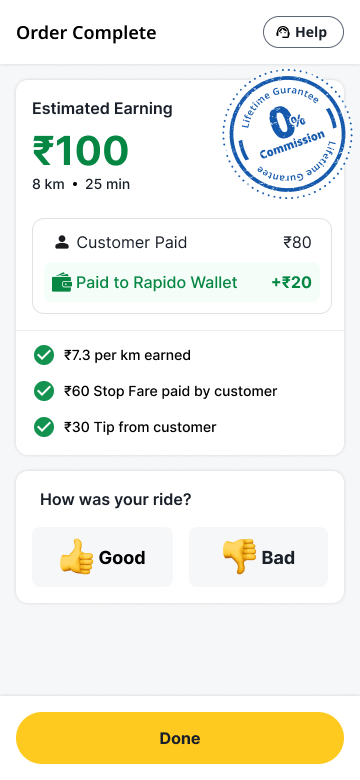 Order Complete
Help
Estimated Earning
₹100
8 km • 25 min
Lifetime Gurantee
0%
Commission
Lifetime Gurantee
Customer Paid ₹80
Paid to Rapido Wallet +₹20
₹7.3 per km earned
₹60 Stop Fare paid by customer
₹30 Tip from customer
How was your ride?
Good
Bad
Done